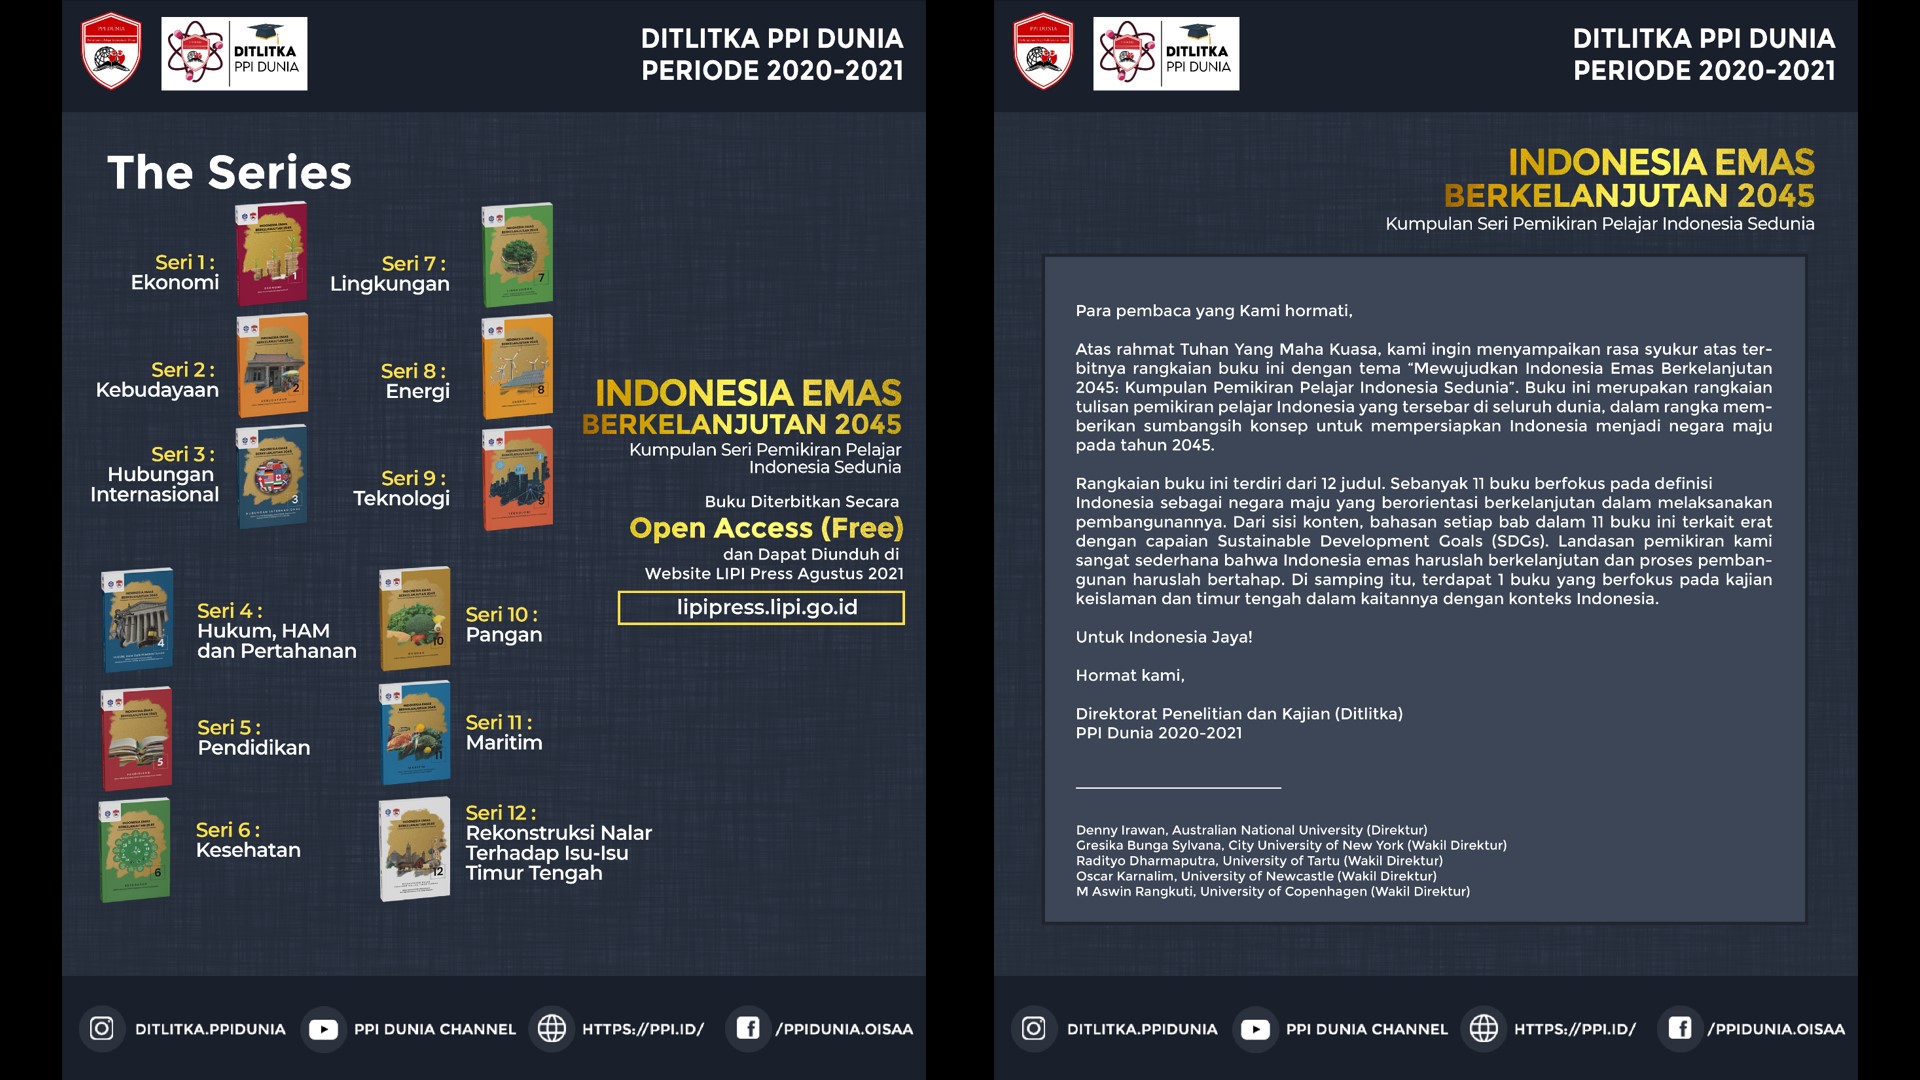 DITLITKA
PPI DUNIA
DITLITKA PPI DUNIA
PERIODE 2020-2021
The Series
Seri 1 :
Ekonomi
Seri 2 :
Kebudayaan
Seri 3 :
Hubungan
Internasional
Seri 7 :
Lingkungan
Seri 8 :
Energi
Seri 9 :
Teknologi
Seri 4 :
Hukum, HAM
dan Pertahanan
Seri 5 :
Pendidikan
Seri 6 :
Kesehatan
Seri 10 :
Pangan
Seri 11 :
Maritim
Seri 12 :
Rekonstruksi Nalar
Terhadap Isu-Isu
Timur Tengah
INDONESIA EMAS
BERKELANJUTAN 2045
Kumpulan Seri Pemikiran Pelajar
Indonesia Sedunia
Buku Diterbitkan Secara
Open Access (Free)
dan Dapat Diunduh di
Website LIPI Press Agustus 2021
lipipress.lipi.go.id
DITLITKA.PPIDUNIA
PPI DUNIA CHANNEL
HTTPS://PPI.ID/
/PPIDUNIA.OISAA
DITLITKA
PPI DUNIA
DITLITKA PPI DUNIA
PERIODE 2020-2021
INDONESIA EMAS
BERKELANJUTAN 2045
Kumpulan Seri Pemikiran Pelajar Indonesia Sedunia
Para pembaca yang Kami hormati,
Atas rahmat Tuhan Yang Maha Kuasa, kami ingin menyampaikan rasa syukur atas ter-
bitnya rangkaian buku ini dengan tema “Mewujudkan Indonesia Emas Berkelanjutan
2045: Kumpulan Pemikiran Pelajar Indonesia Sedunia”. Buku ini merupakan rangkaian
tulisan pemikiran pelajar Indonesia yang tersebar di seluruh dunia, dalam rangka mem-
berikan sumbangsih konsep untuk mempersiapkan Indonesia menjadi negara maju
pada tahun 2045.
Rangkaian buku ini terdiri dari 12 judul. Sebanyak 11 buku berfokus pada definisi
Indonesia sebagai negara maju yang berorientasi berkelanjutan dalam melaksanakan
pembangunannya. Dari sisi konten, bahasan setiap bab dalam 11 buku ini terkait erat
dengan capaian Sustainable Development Goals (SDGs). Landasan pemikiran kami
sangat sederhana bahwa Indonesia emas haruslah berkelanjutan dan proses pemban-
gunan haruslah bertahap. Di samping itu, terdapat 1 buku yang berfokus pada kajian
keislaman dan timur tengah dalam kaitannya dengan konteks Indonesia.
Untuk Indonesia Jaya!
Hormat kami,
Direktorat Penelitian dan Kajian (Ditlitka)
PPI Dunia 2020-2021
Denny Irawan, Australian National University (Direktur)
Gresika Bunga Sylvana, City University of New York (Wakil Direktur)
Radityo Dharmaputra, University of Tartu (Wakil Direktur)
Oscar Karnalim, University of Newcastle (Wakil Direktur)
M Aswin Rangkuti, University of Copenhagen (Wakil Direktur)
DITLITKA.PPIDUNIA
PPI DUNIA CHANNEL
HTTPS://PPI.ID/
/PPIDUNIA.OISAA